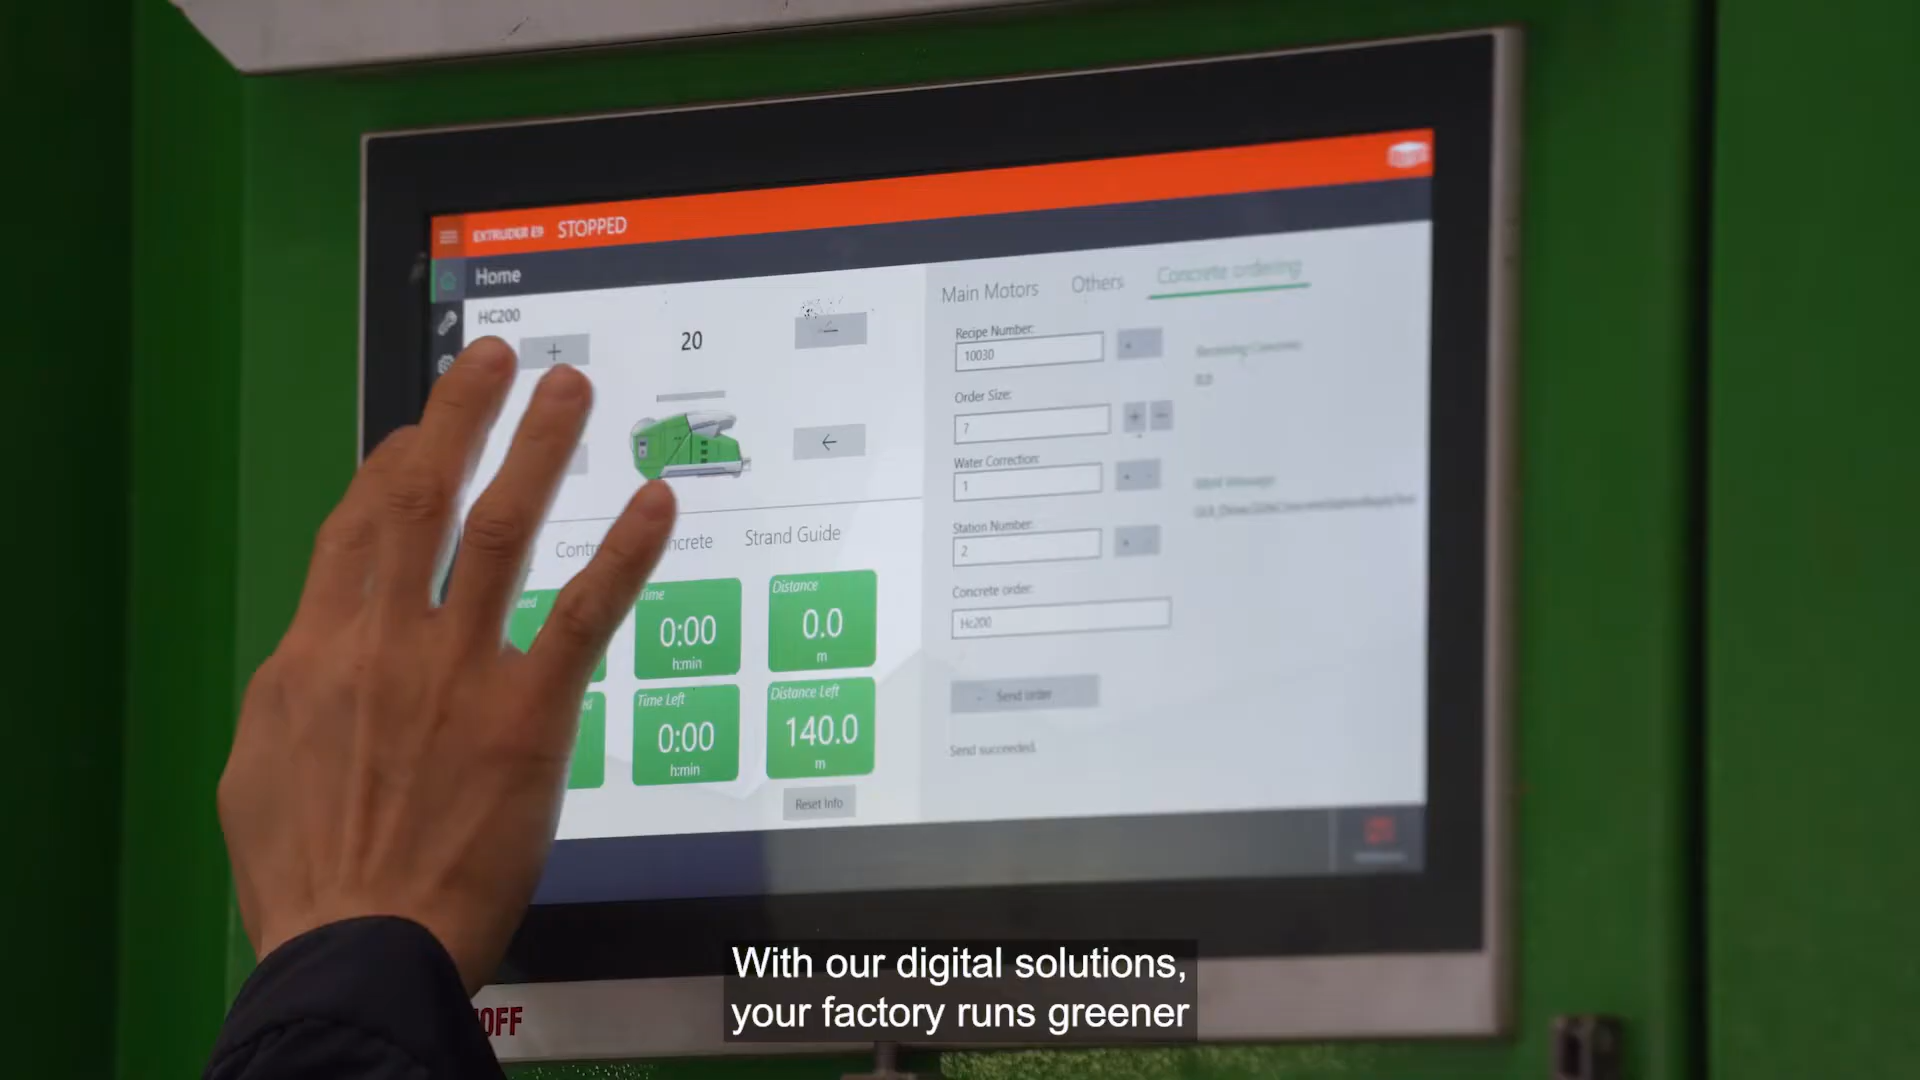 EXTRUDER E9 STOPPED
Home
HC200
+
20
Main Motors Others Concrete ordering
Recipe Number:
10030
Order Size:
7
Water Correction:
1
Station Number:
2
Concrete order:
Hc200
Send order
Send succeeded.
Strand Guide
Time
0:00
h:min
Distance
0.0
m
Time Left
0:00
h:min
Distance Left
140.0
m
Reset Info
With our digital solutions,
your factory runs greener